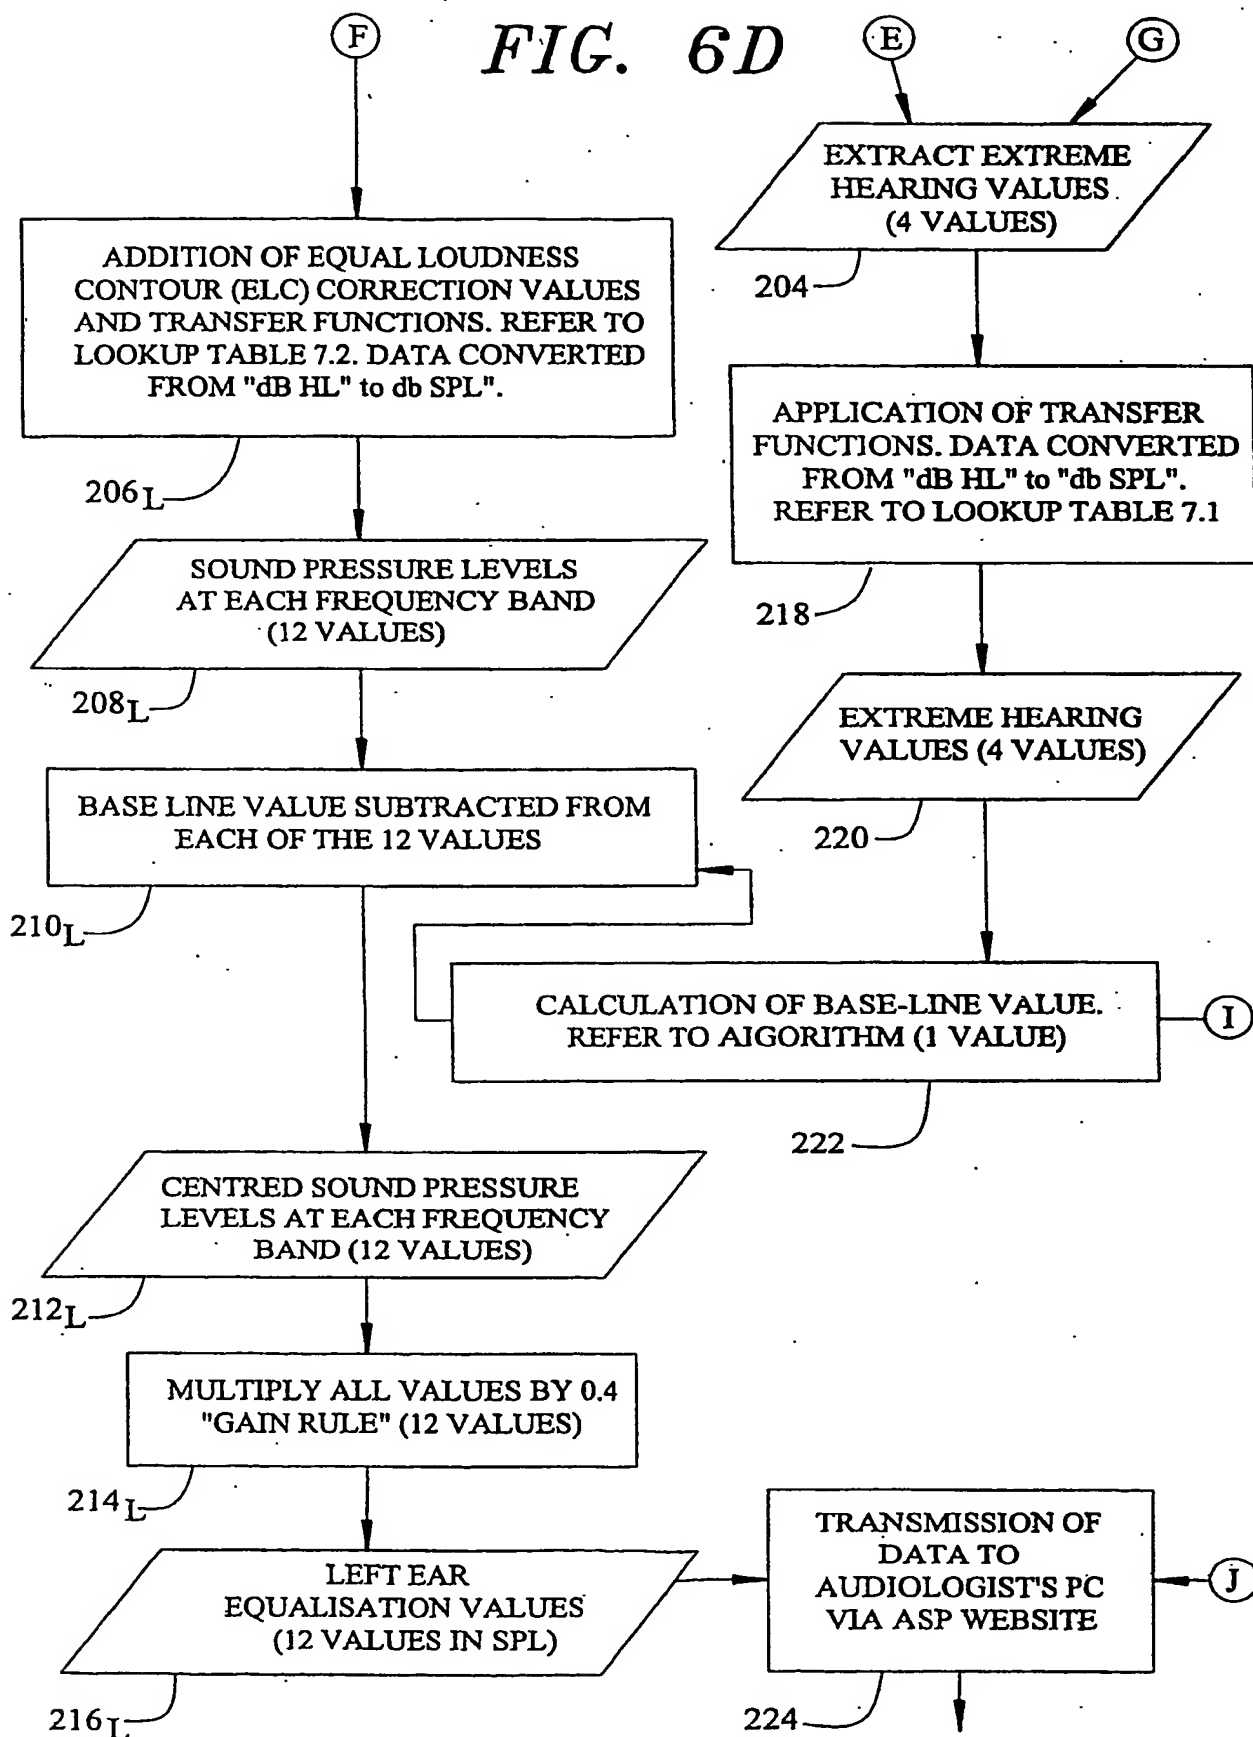 F
FIG. 6D
E
G
EXTRACT EXTREME
HEARING VALUES
(4 VALUES)
204
ADDITION OF EQUAL LOUDNESS
CONTOUR (ELC) CORRECTION VALUES
AND TRANSFER FUNCTIONS. REFER TO
LOOKUP TABLE 7.2. DATA CONVERTED
FROM "dB HL" to db SPL".
206L
APPLICATION OF TRANSFER
FUNCTIONS. DATA CONVERTED
FROM "dB HL" to "db SPL".
REFER TO LOOKUP TABLE 7.1
218
SOUND PRESSURE LEVELS
AT EACH FREQUENCY BAND
(12 VALUES)
208L
EXTREME HEARING
VALUES (4 VALUES)
220
BASE LINE VALUE SUBTRACTED FROM
EACH OF THE 12 VALUES
210L
CALCULATION OF BASE-LINE VALUE.
REFER TO AIGORITHM (1 VALUE)
I
222
CENTRED SOUND PRESSURE
LEVELS AT EACH FREQUENCY
BAND (12 VALUES)
212L
MULTIPLY ALL VALUES BY 0.4
"GAIN RULE" (12 VALUES)
214L
LEFT EAR
EQUALISATION VALUES
(12 VALUES IN SPL)
216L
TRANSMISSION OF
DATA TO
AUDIOLOGIST'S PC
VIA ASP WEBSITE
J
224